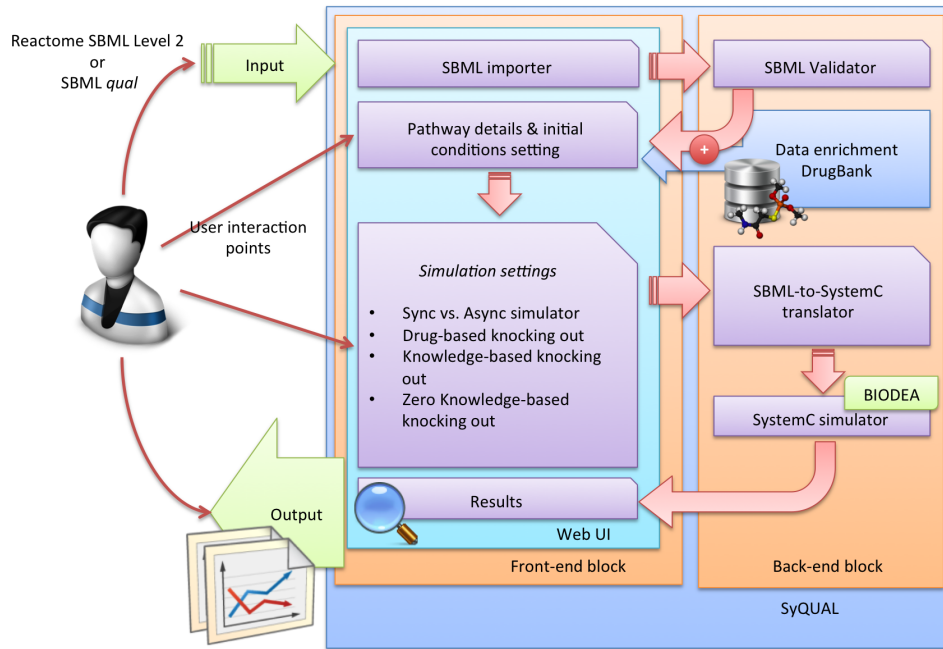 Reactome SBML Level 2
or
SBML qual
Input
SBML importer
SBML Validator
Pathway details & initial
conditions setting
+
Data enrichment
DrugBank
User interaction
points
Simulation settings
• Sync vs. Async simulator
• Drug-based knocking out
• Knowledge-based knocking
out
• Zero Knowledge-based
knocking out
SBML-to-SystemC
translator
BIODEA
SystemC simulator
Output
Results
Web UI
Front-end block
Back-end block
SyQUAL